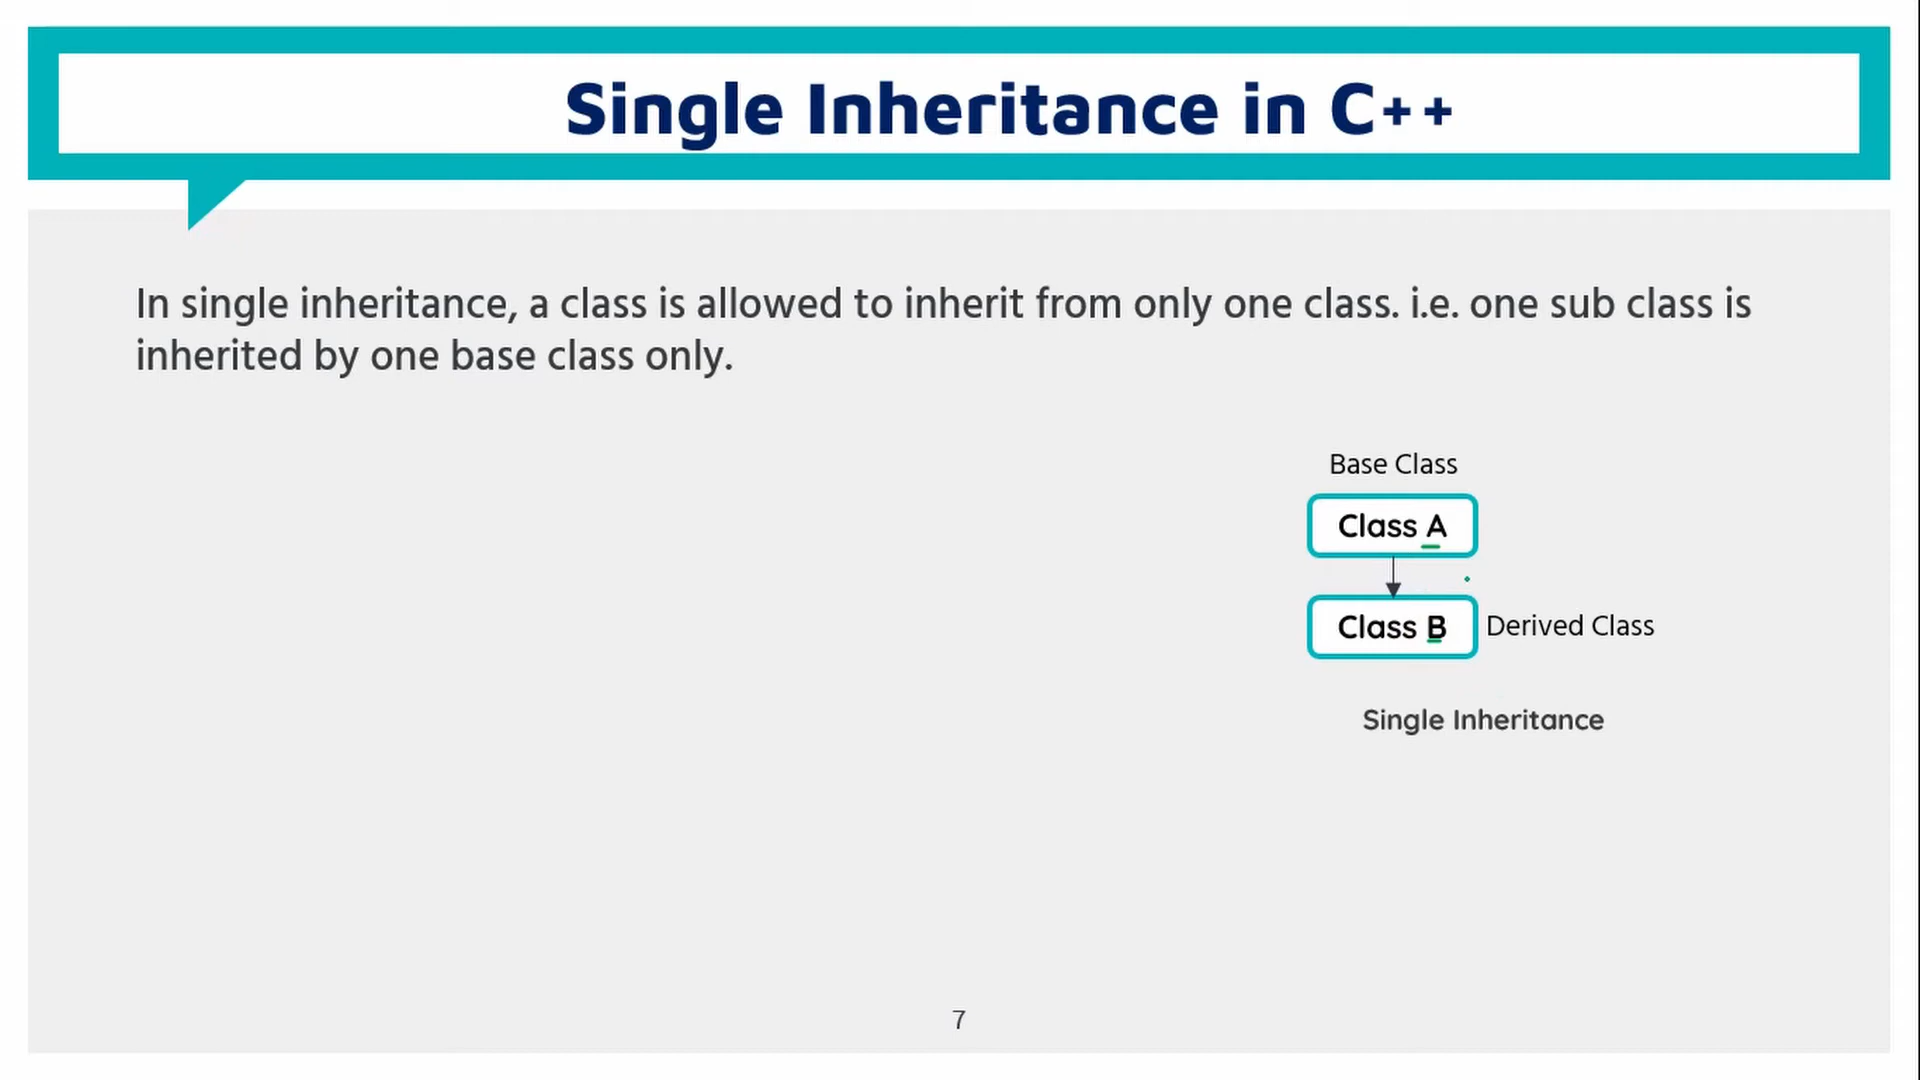 Single Inheritance in C++
In single inheritance, a class is allowed to inherit from only one class. i.e. one sub class is
inherited by one base class only.
Base Class
Class A
Class B
Derived Class
Single Inheritance
7